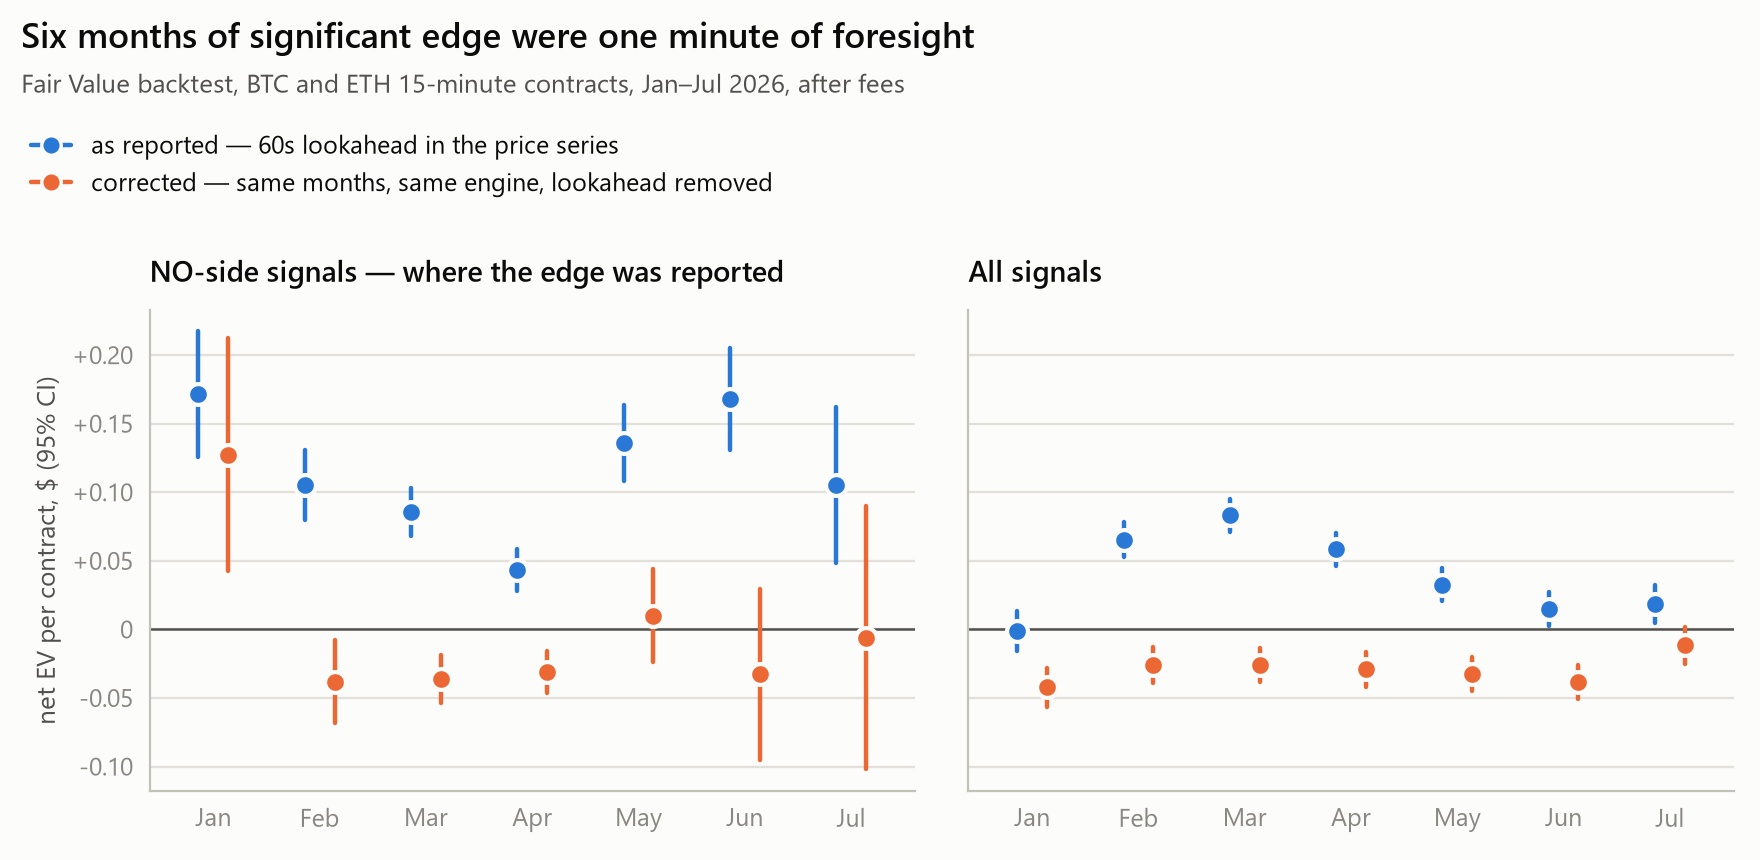 Six months of significant edge were one minute of foresight
Fair Value backtest, BTC and ETH 15-minute contracts, Jan–Jul 2026, after fees
as reported — 60s lookahead in the price series
corrected — same months, same engine, lookahead removed
NO-side signals — where the edge was reported
All signals
net EV per contract, $ (95% CI)
+0.20
+0.15
+0.10
+0.05
0
-0.05
-0.10
Jan Feb Mar Apr May Jun Jul
Jan Feb Mar Apr May Jun Jul